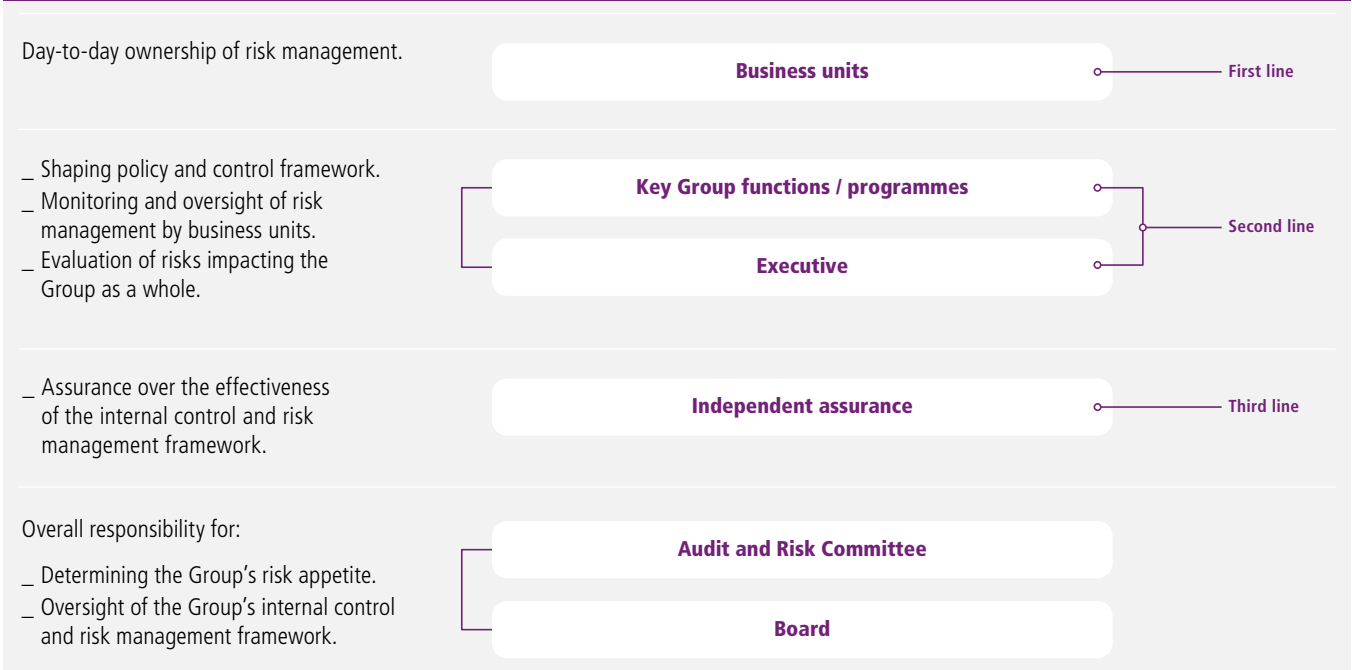 Day-to-day ownership of risk management.
Business units
First line
_ Shaping policy and control framework.
_ Monitoring and oversight of risk
management by business units.
_ Evaluation of risks impacting the
Group as a whole.
Key Group functions / programmes
Executive
Second line
_ Assurance over the effectiveness
of the internal control and risk
management framework.
Independent assurance
Third line
Overall responsibility for:
_ Determining the Group’s risk appetite.
_ Oversight of the Group’s internal control
and risk management framework.
Audit and Risk Committee
Board